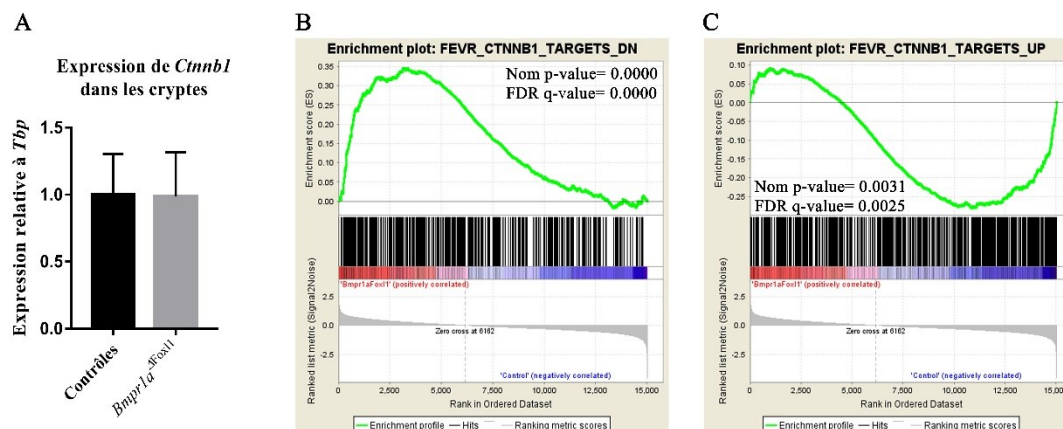 A
Expression de Ctnnb1
dans les cryptes
Expression relative à Tbp
1.5
1.0
0.5
0.0
Contrôles
Bmpr1a ΔFoxl1
B
Enrichment plot: FEVR_CTNNB1_TARGETS_DN
Nom p-value= 0.0000
FDR q-value= 0.0000
Enrichment score (ES)
0.35
0.30
0.25
0.20
0.15
0.10
0.05
0.00
'Bmpr1aFoxl1' (positively correlated)
Ranked list metric (Signal2Noise)
2.5
0.0
-2.5
Zero cross at 6162
'Control' (negatively correlated)
0 2,500 5,000 7,500 10,000 12,500 15,000
Rank in Ordered Dataset
Enrichment profile Hits Ranking metric scores
C
Enrichment plot: FEVR_CTNNB1_TARGETS_UP
Enrichment score (ES)
0.10
0.05
0.00
-0.05
-0.10
-0.15
-0.20
-0.25
Nom p-value= 0.0031
FDR q-value= 0.0025
'Bmpr1aFoxl1' (positively correlated)
Ranked list metric (Signal2Noise)
2.5
0.0
-2.5
Zero cross at 6162
'Control' (negatively correlated)
0 2,500 5,000 7,500 10,000 12,500 15,000
Rank in Ordered Dataset
Enrichment profile Hits Ranking metric scores